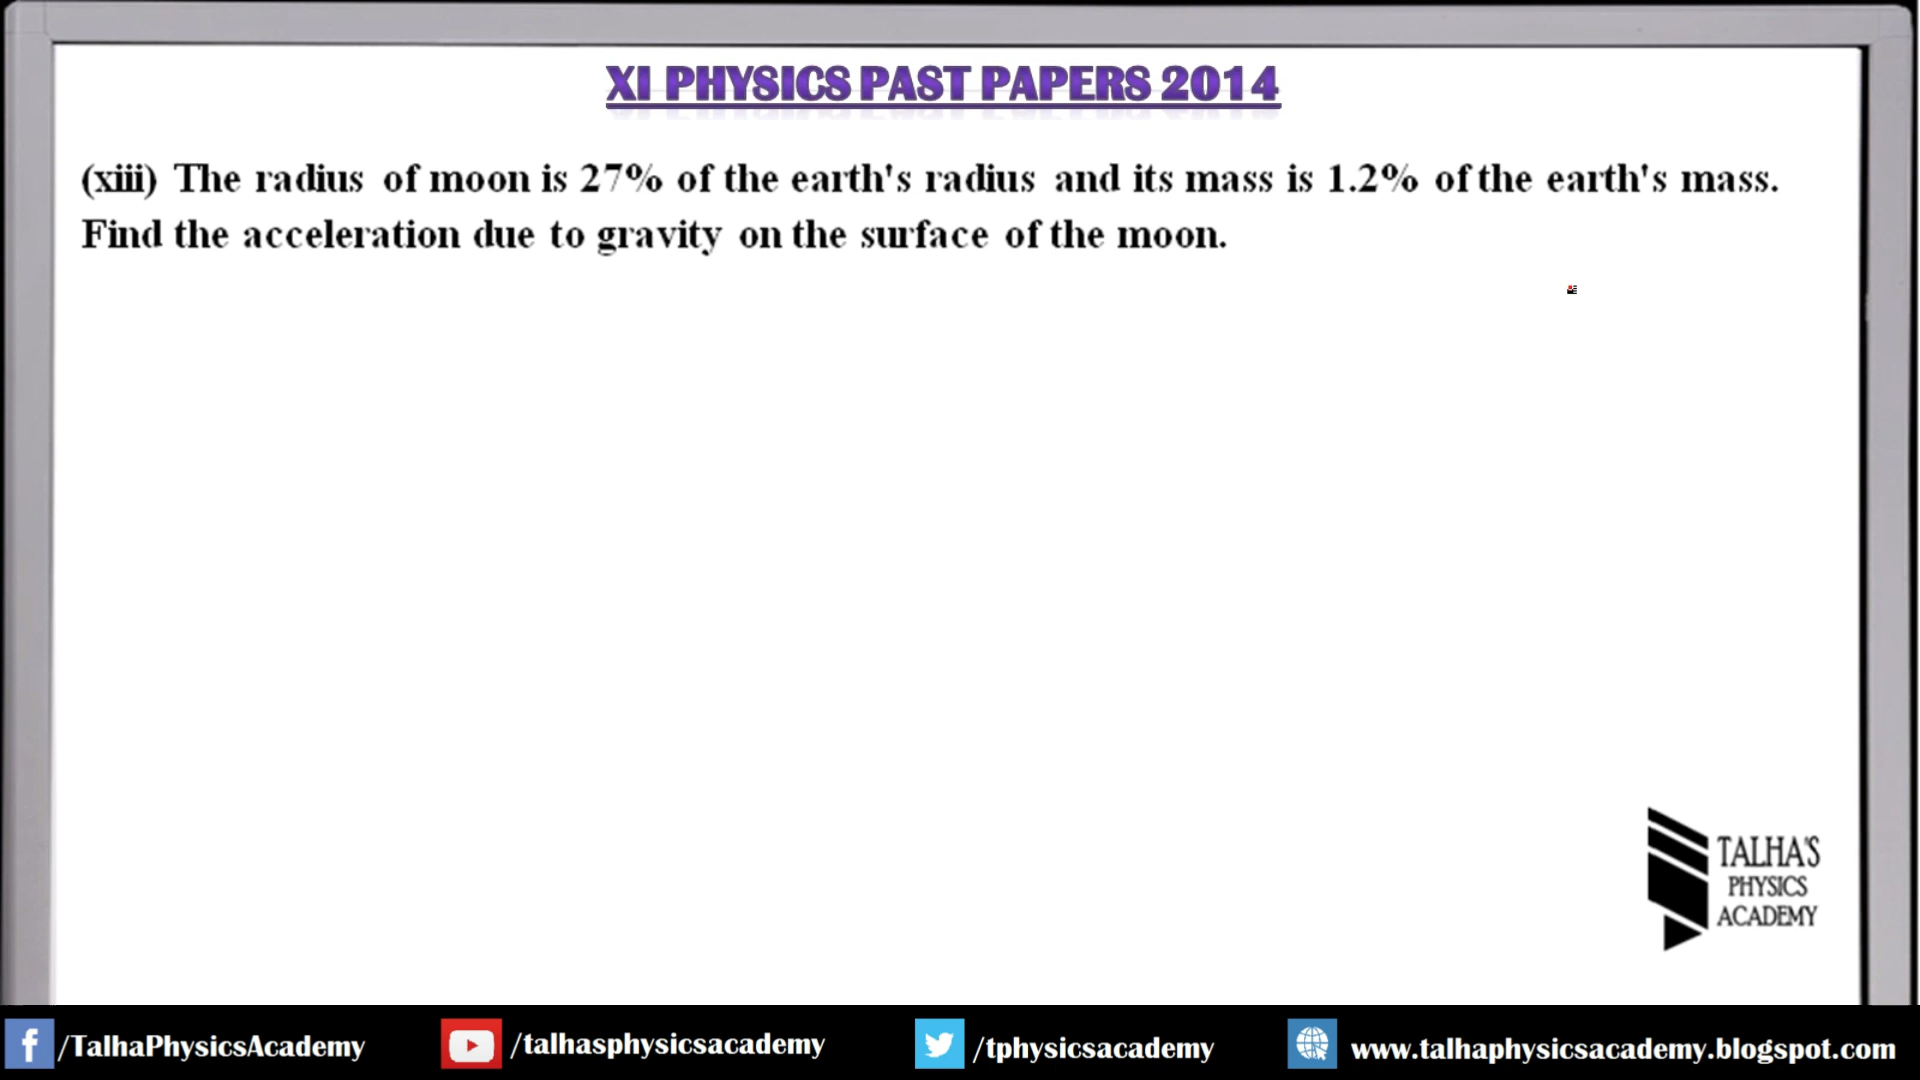 XI PHYSICS PAST PAPERS 2014
(xiii) The radius of moon is 27% of the earth's radius and its mass is 1.2% of the earth's mass.
Find the acceleration due to gravity on the surface of the moon.
TALHA'S
PHYSICS
ACADEMY
/TalhaPhysicsAcademy
/talhasphysicsacademy
/tphysicsacademy
www.talhaphysicsacademy.blogspot.com